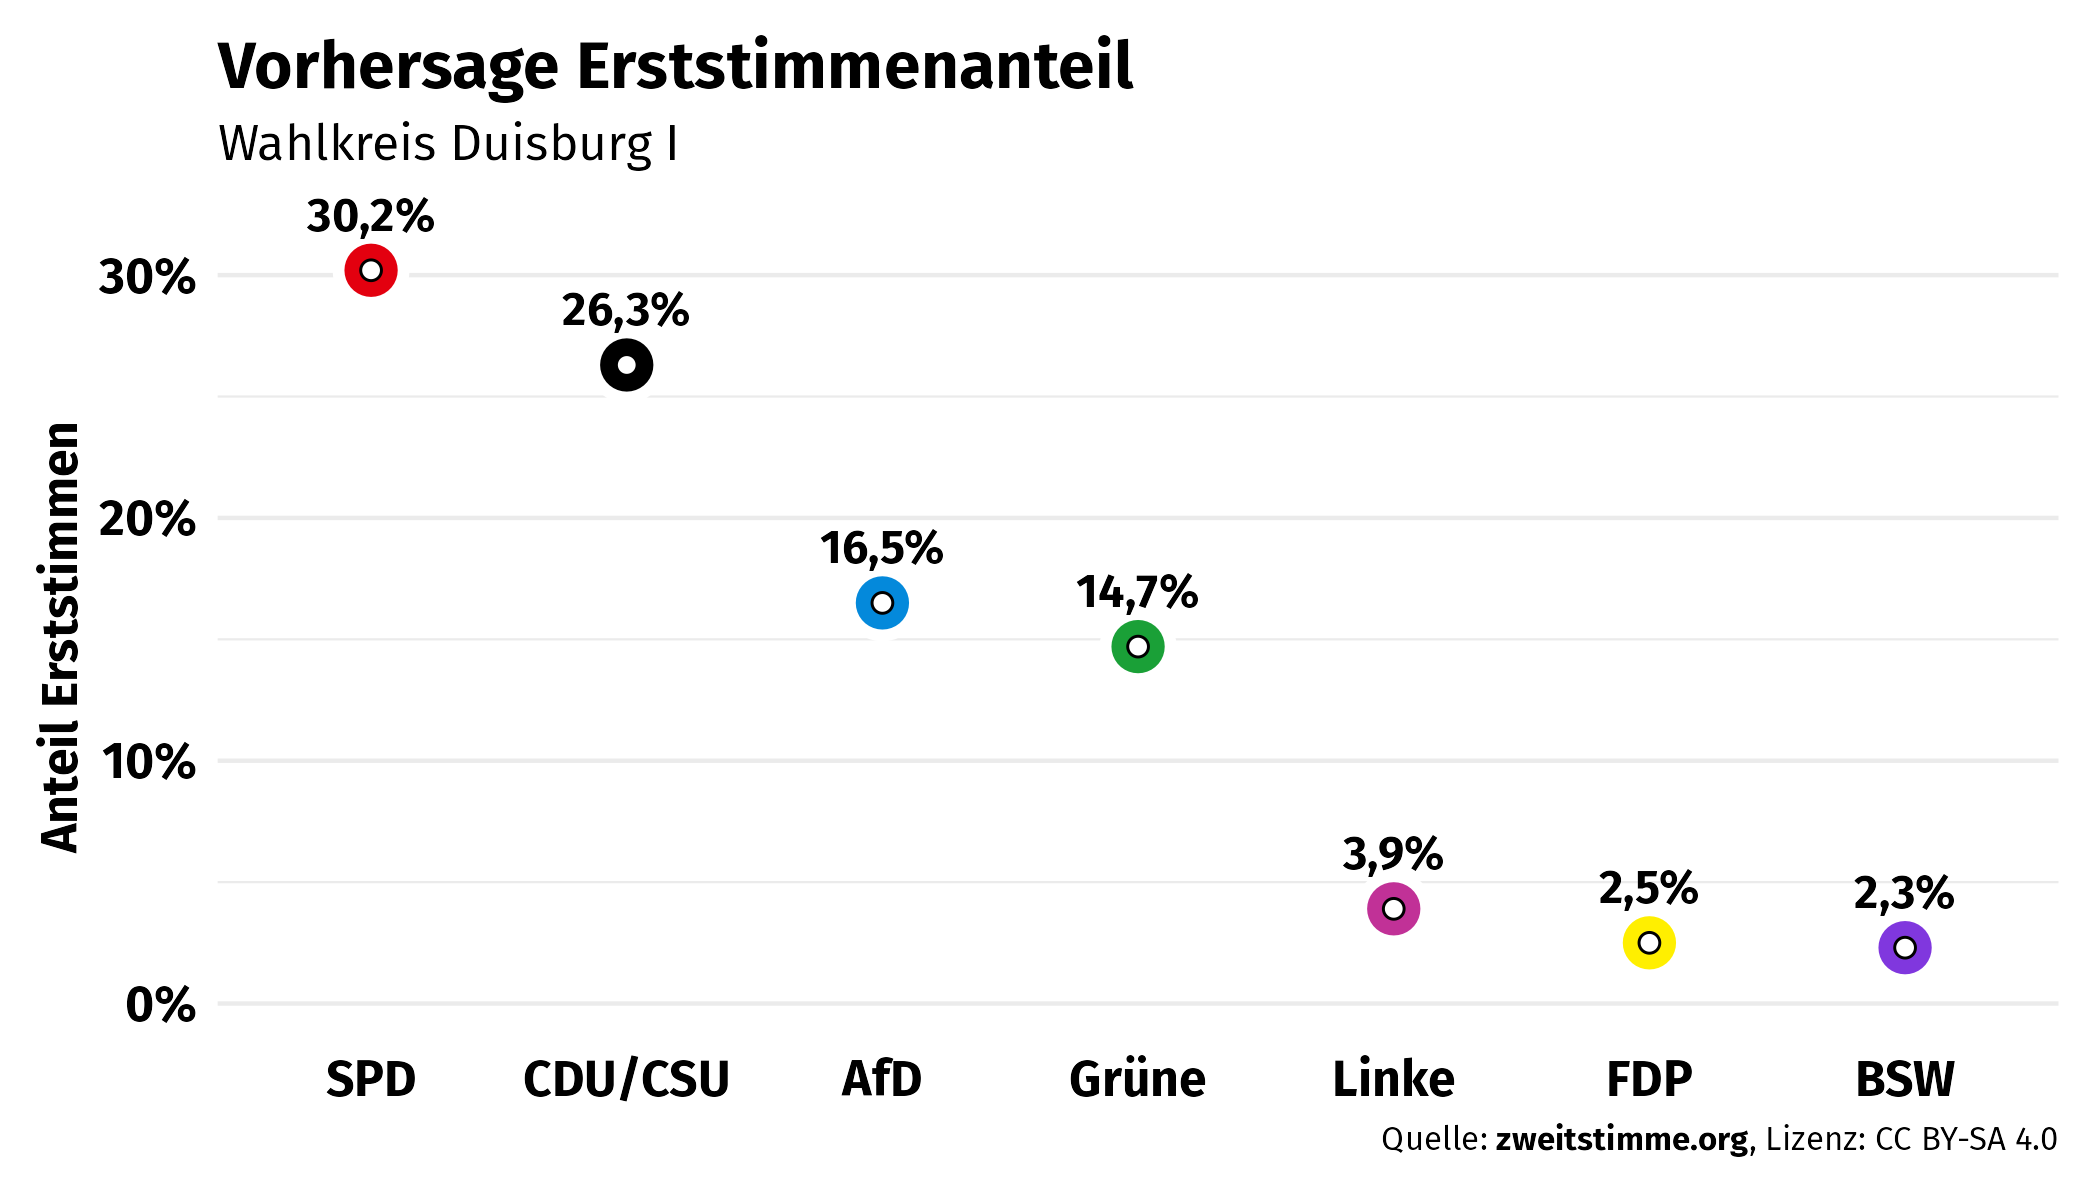 Vorhersage Erststimmenanteil
Wahlkreis Duisburg I
Anteil Erststimmen
30%
20%
10%
0%
30,2%
26,3%
16,5%
14,7%
3,9%
2,5%
2,3%
SPD CDU/CSU AfD Grüne Linke FDP BSW
Quelle: zweitstimme.org, Lizenz: CC BY-SA 4.0